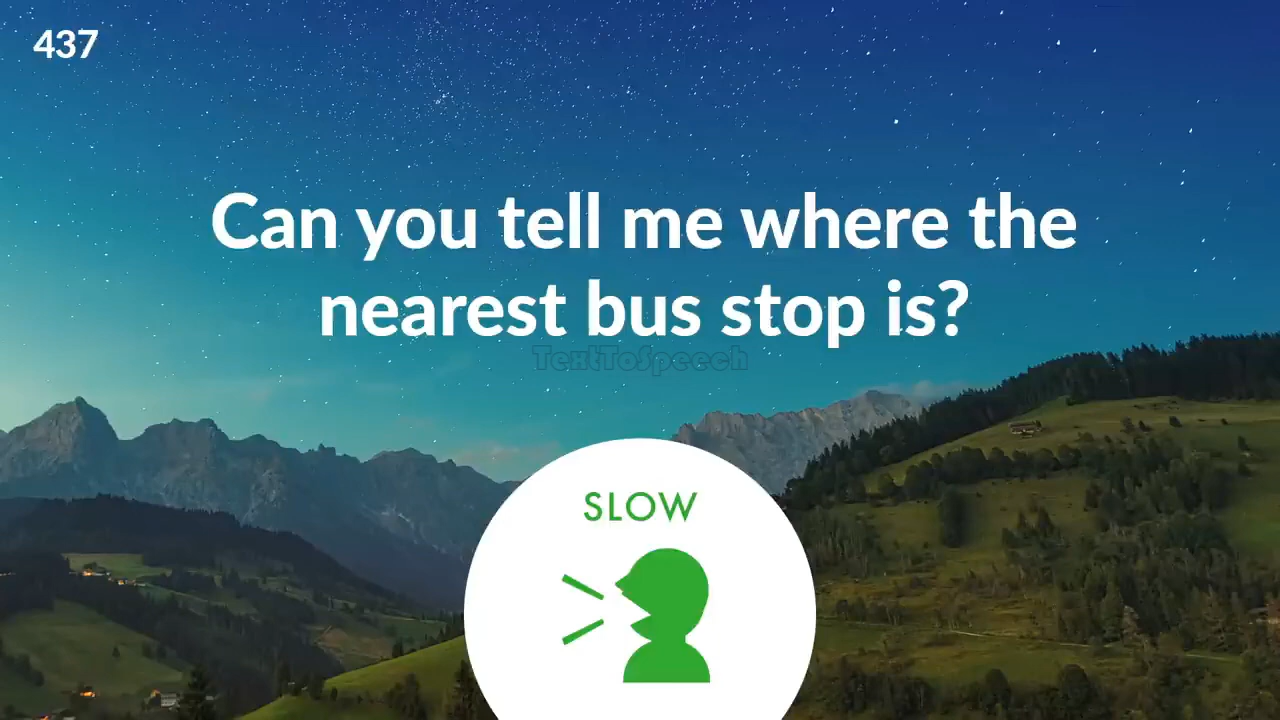 437
Can you tell me where the
nearest bus stop is?
TextToSpeech
SLOW